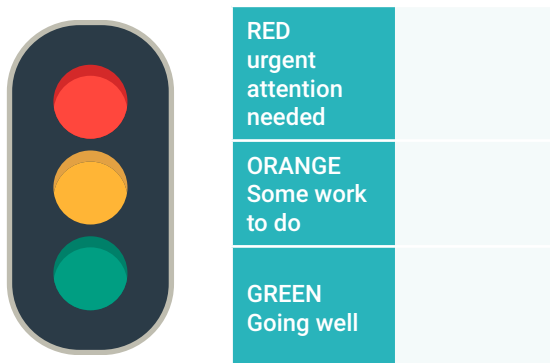 RED
urgent
attention
needed
ORANGE
Some work
to do
GREEN
Going well